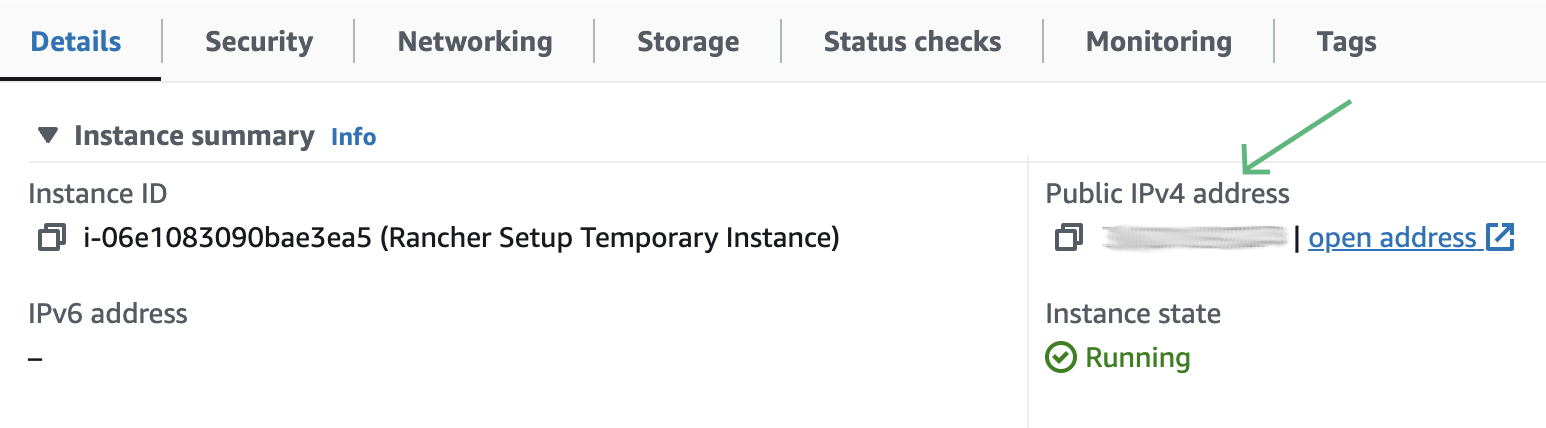 Details Security Networking Storage Status checks Monitoring Tags
Instance summary Info
Instance ID
i-06e1083090bae3ea5 (Rancher Setup Temporary Instance)
Public IPv4 address
| open address
IPv6 address
–
Instance state
Running